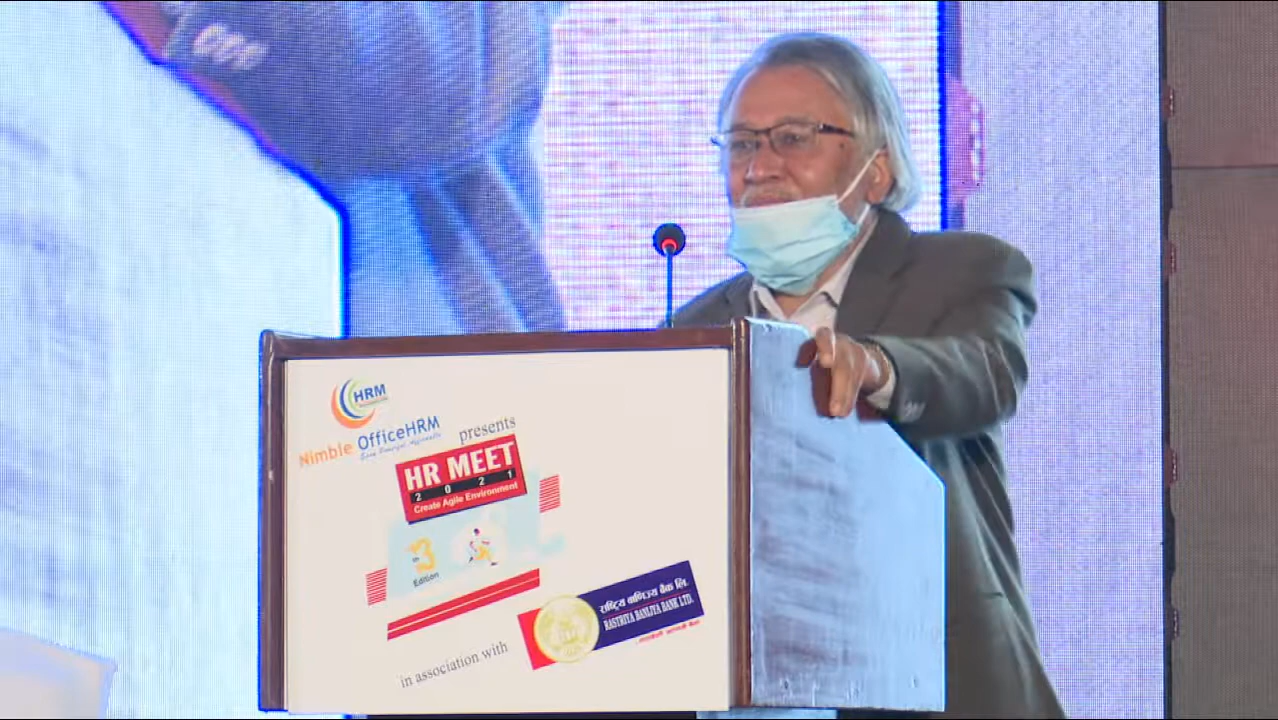 HRM
Nimble OfficeHRM
presents
HR MEET
2021
Create Agile Environment
3
Edition
in association with
राष्ट्रिय वाणिज्य बैंक लि.
RASTRIYA BANIJYA BANK LTD.